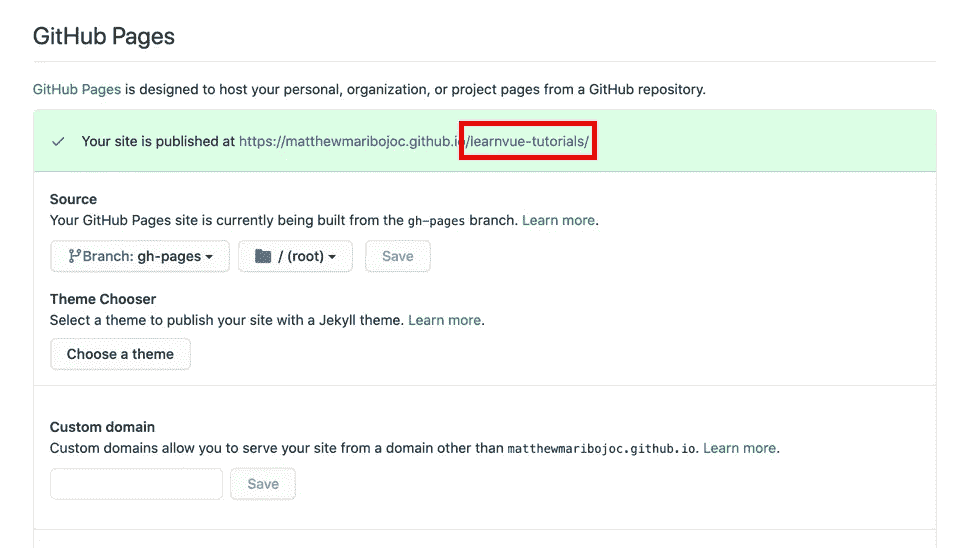 GitHub Pages
GitHub Pages is designed to host your personal, organization, or project pages from a GitHub repository.
Your site is published at https://matthewmaribojoc.github.io/learnvue-tutorials/
Source
Your GitHub Pages site is currently being built from the gh-pages branch. Learn more.
Branch: gh-pages / (root) Save
Theme Chooser
Select a theme to publish your site with a Jekyll theme. Learn more.
Choose a theme
Custom domain
Custom domains allow you to serve your site from a domain other than matthewmaribojoc.github.io. Learn more.
Save